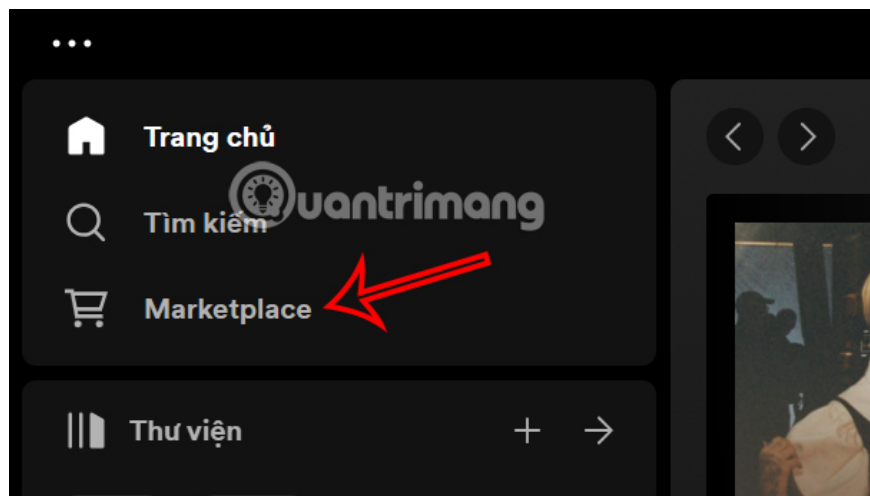 Trang chủ
Quantrimang
Tìm kiếm
Marketplace
Thư viện